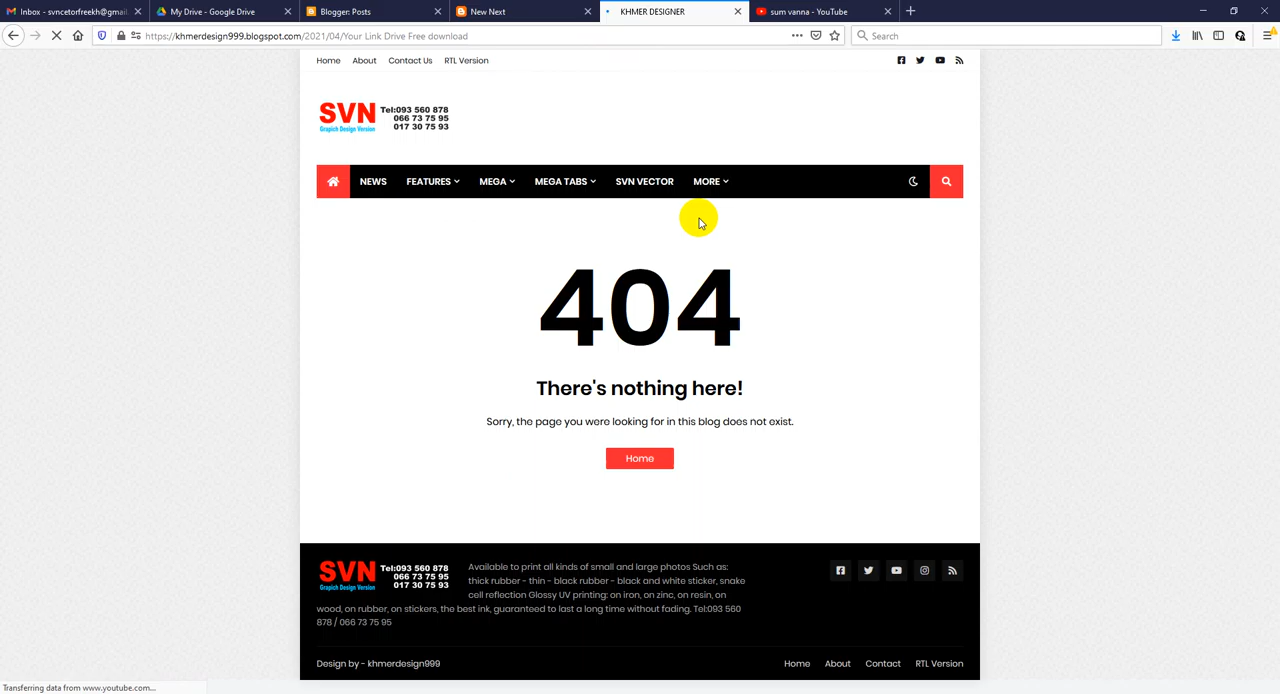 Inbox - svncetorfreekh@gmail
My Drive - Google Drive
Blogger: Posts
New Next
KHMER DESIGNER
sum vanna - YouTube
https://khmerdesign999.blogspot.com/2021/04/Your Link Drive Free download
Search
Home About Contact Us RTL Version
SVN
Grapich Design Version
Tel:093 560 878
066 73 75 95
017 30 75 93
NEWS FEATURES MEGA MEGA TABS SVN VECTOR MORE
404
There's nothing here!
Sorry, the page you were looking for in this blog does not exist.
Home
SVN
Grapich Design Version
Tel:093 560 878
066 73 75 95
017 30 75 93
Available to print all kinds of small and large photos Such as:
thick rubber - thin - black rubber - black and white sticker, snake
cell reflection Glossy UV printing: on iron, on zinc, on resin, on
wood, on rubber, on stickers, the best ink, guaranteed to last a long time without fading. Tel:093 560
878 / 066 73 75 95
Design by - khmerdesign999
Home About Contact RTL Version
Transferring data from www.youtube.com...